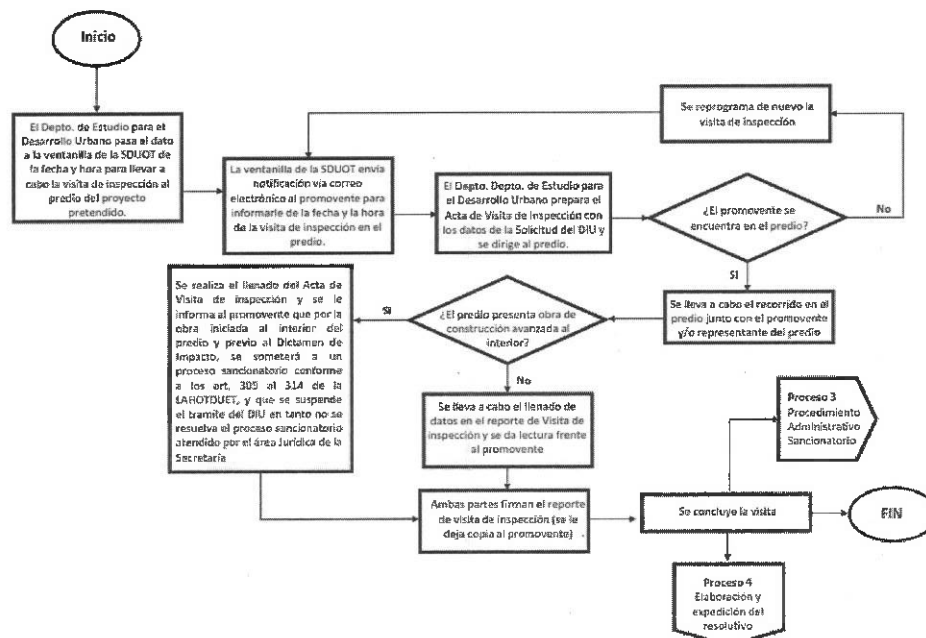 Inicio
El Depto. de Estudio para el
Desarrollo Urbano pasa el dato
a la ventanilla de la SDUOT de
la fecha y hora para llevar a
cabo la visita de inspección al
predio del proyecto
pretendido.
La ventanilla de la SDUOT envía
notificación vía correo
electrónico al promovente para
informarle de la fecha y la hora
de la visita de inspección en el
predio.
El Depto. Depto. de Estudio para
el Desarrollo Urbano prepara el
Acta de Visita de Inspección con
los datos de la Solicitud del DIU y
se dirige al predio.
Se reprograma de nuevo la
visita de inspección
¿El promovente se
encuentra en el predio?
No
SI
Se lleva a cabo el recorrido en el
predio junto con el promovente
y/o representante del predio
¿El predio presenta obra de
construcción avanzada al
interior?
SI
No
Se realiza el llenado del Acta de
Visita de inspección y se le
informa al promovente que por la
obra iniciada al interior del
predio y previo al Dictamen de
Impacto, se someterá a un
proceso sancionatorio conforme
a los art. 305 al 314 de la
LAHOTDUET, y que se suspende
el tramite del DIU en tanto no se
resuelva el proceso sancionatorio
atendido por el área Jurídica de la
Secretaría
Se lleva a cabo el llenado de
datos en el reporte de Visita de
inspección y se da lectura frente
al promovente
Ambas partes firman el reporte
de visita de inspección (se le
deja copia al promovente)
Se concluye la visita
Proceso 3
Procedimiento
Administrativo
Sancionatorio
FIN
Proceso 4
Elaboración y
expedición del
resolutivo